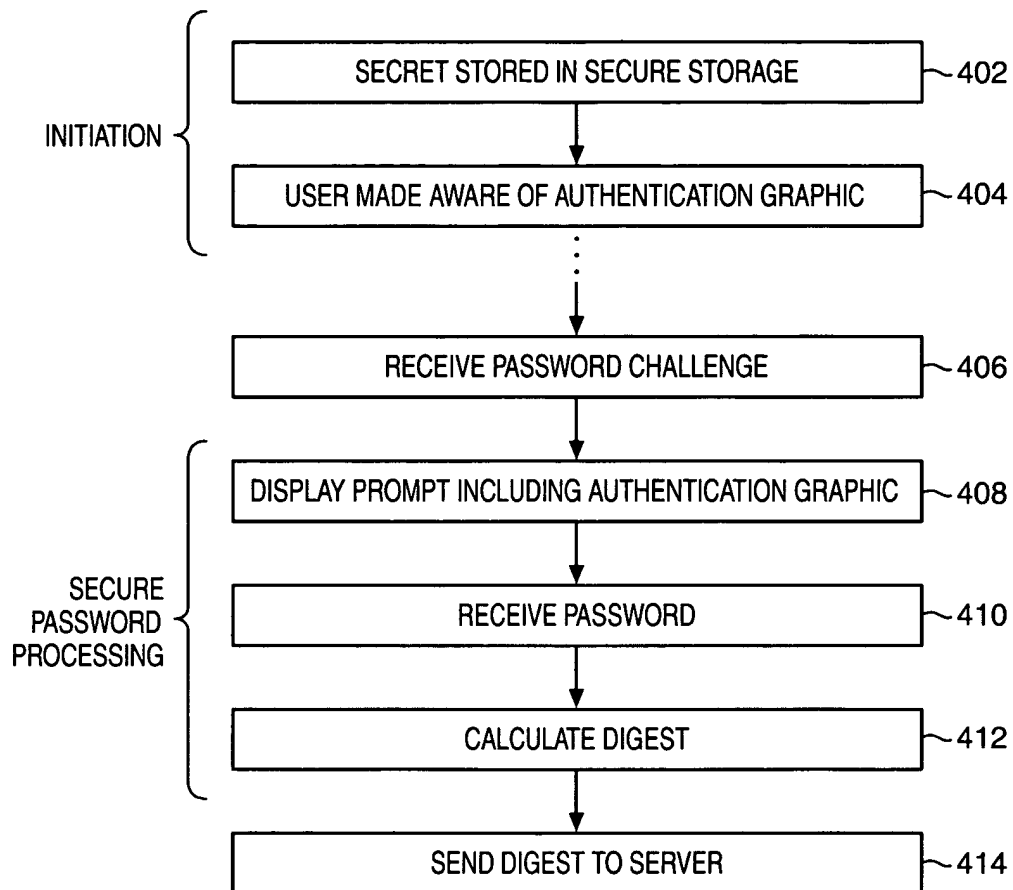 SECRET STORED IN SECURE STORAGE 402
INITIATION
USER MADE AWARE OF AUTHENTICATION GRAPHIC 404
RECEIVE PASSWORD CHALLENGE 406
DISPLAY PROMPT INCLUDING AUTHENTICATION GRAPHIC 408
SECURE
PASSWORD
PROCESSING
RECEIVE PASSWORD 410
CALCULATE DIGEST 412
SEND DIGEST TO SERVER 414